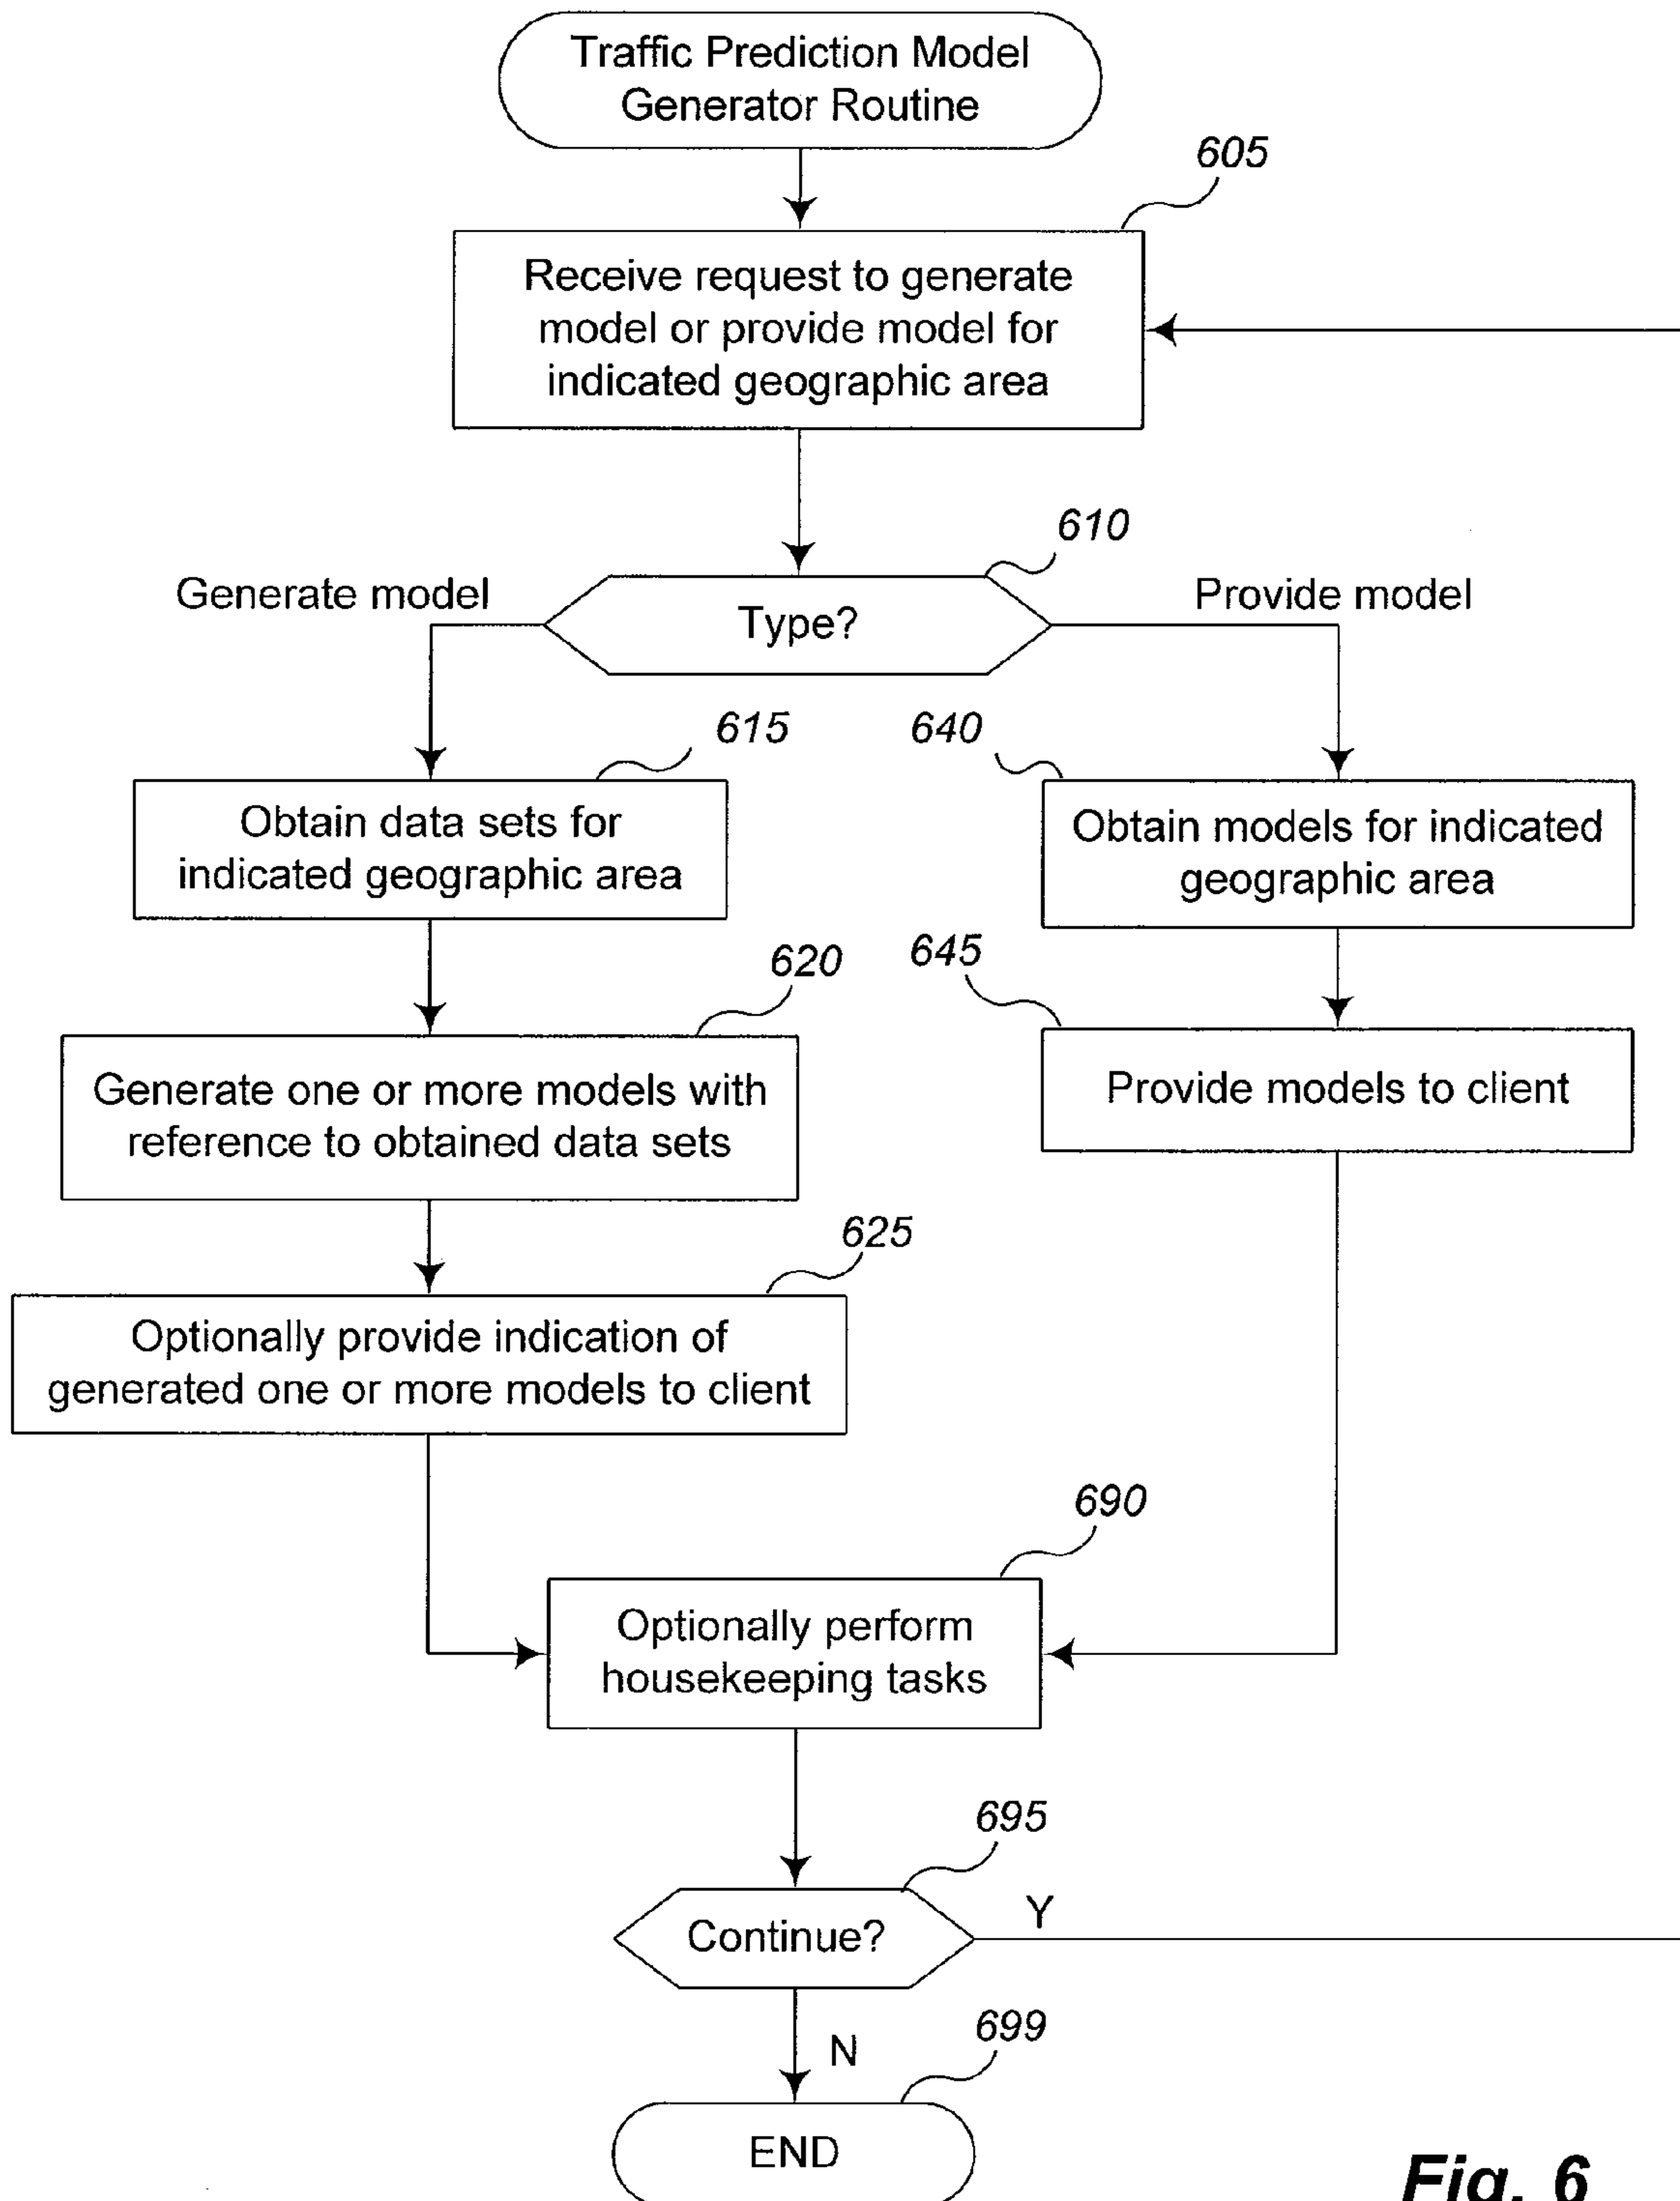 Traffic Prediction Model
Generator Routine
605
Receive request to generate
model or provide model for
indicated geographic area
610
Generate model
Type?
Provide model
615
640
Obtain data sets for
indicated geographic area
Obtain models for indicated
geographic area
620
645
Generate one or more models with
reference to obtained data sets
Provide models to client
625
Optionally provide indication of
generated one or more models to client
690
Optionally perform
housekeeping tasks
695
Continue?
Y
N
699
END
Fig. 6